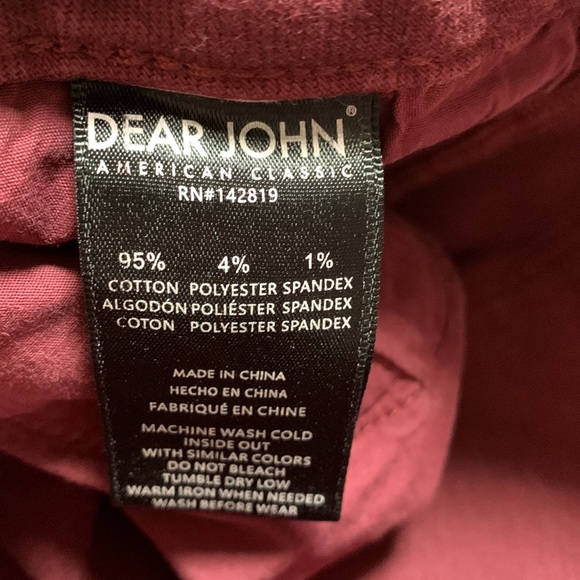 DEAR JOHN®
AMERICAN CLASSIC
RN#142819
95% 4% 1%
COTTON POLYESTER SPANDEX
ALGODÓN POLIÉSTER SPANDEX
COTON POLYESTER SPANDEX
MADE IN CHINA
HECHO EN CHINA
FABRIQUÉ EN CHINE
MACHINE WASH COLD
INSIDE OUT
WITH SIMILAR COLORS
DO NOT BLEACH
TUMBLE DRY LOW
WARM IRON WHEN NEEDED
WASH BEFORE WEAR